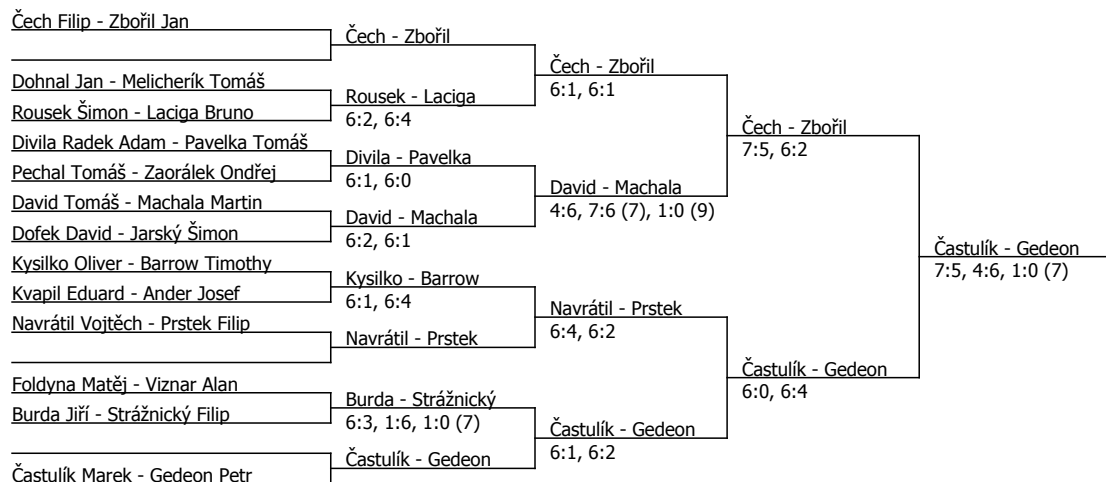 Čech Filip - Zbořil Jan
Čech - Zbořil
Čech - Zbořil
6:1, 6:1
Dohnal Jan - Melicherík Tomáš
Rousek - Laciga
6:2, 6:4
Rousek Šimon - Laciga Bruno
Čech - Zbořil
7:5, 6:2
Divila Radek Adam - Pavelka Tomáš
Divila - Pavelka
6:1, 6:0
Pechal Tomáš - Zaorálek Ondřej
David - Machala
4:6, 7:6 (7), 1:0 (9)
David Tomáš - Machala Martin
David - Machala
6:2, 6:1
Dofek David - Jarský Šimon
Častulík - Gedeon
7:5, 4:6, 1:0 (7)
Kysilko Oliver - Barrow Timothy
Kysilko - Barrow
6:1, 6:4
Kvapil Eduard - Ander Josef
Navrátil - Prstek
6:4, 6:2
Navrátil Vojtěch - Prstek Filip
Navrátil - Prstek
Častulík - Gedeon
6:0, 6:4
Foldyna Matěj - Viznar Alan
Burda - Strážnický
6:3, 1:6, 1:0 (7)
Burda Jiří - Strážnický Filip
Častulík - Gedeon
6:1, 6:2
Častulík - Gedeon
Častulík Marek - Gedeon Petr